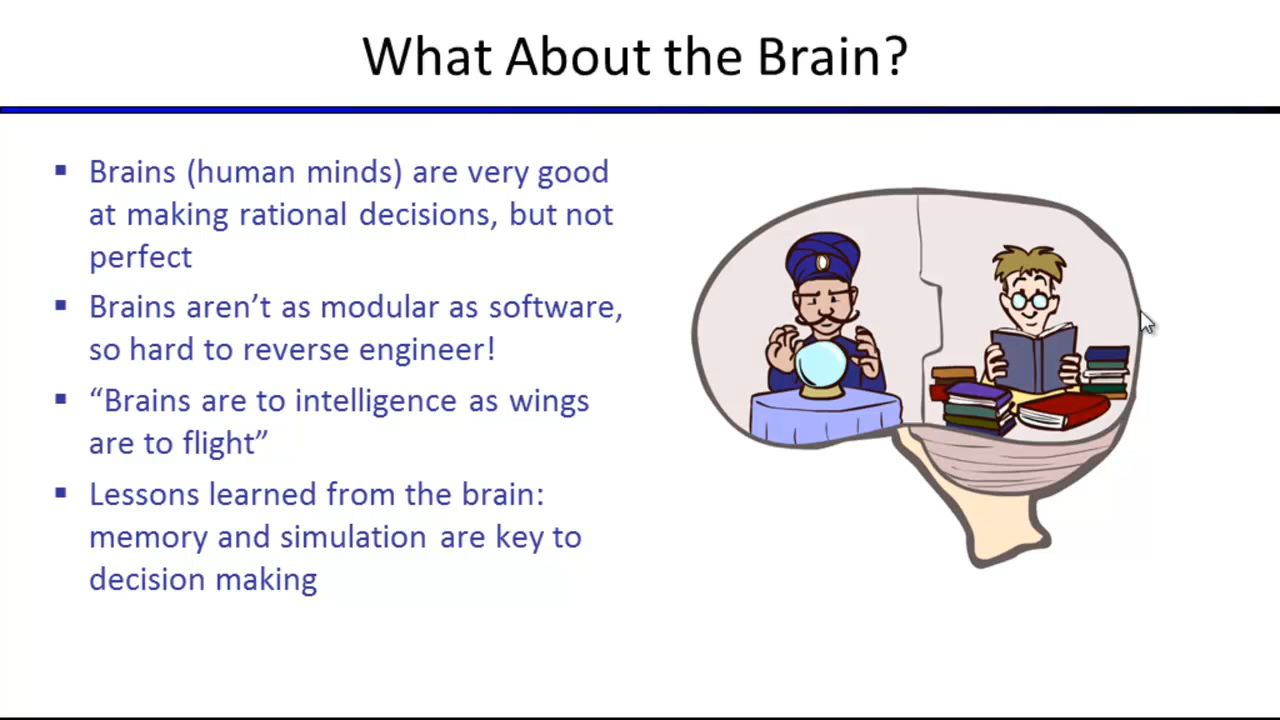 What About the Brain?
▪ Brains (human minds) are very good
at making rational decisions, but not
perfect
▪ Brains aren’t as modular as software,
so hard to reverse engineer!
▪ “Brains are to intelligence as wings
are to flight”
▪ Lessons learned from the brain:
memory and simulation are key to
decision making